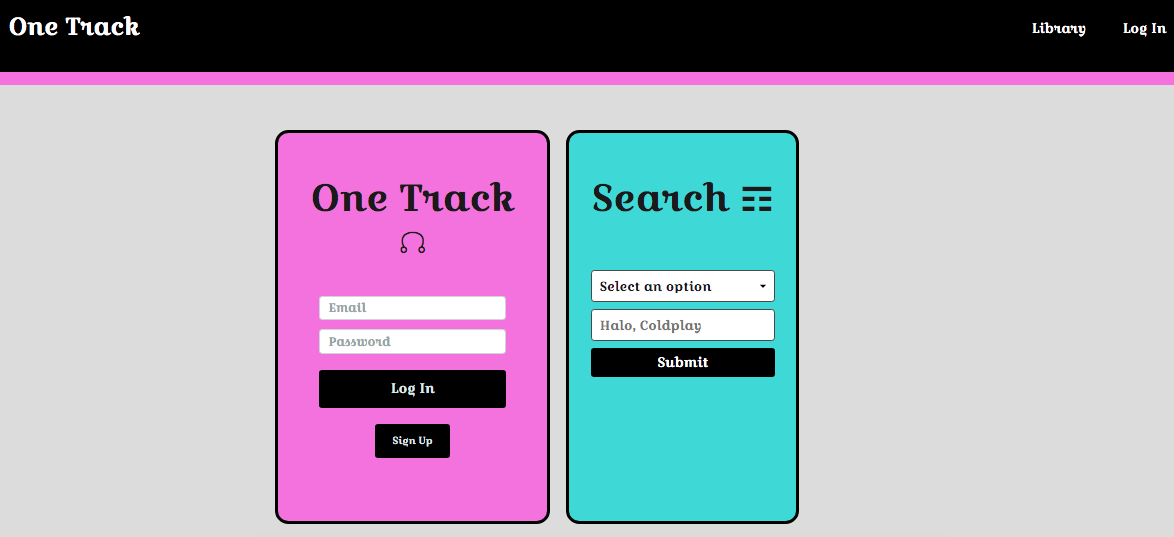 One Track
Library
Log In
One Track
Email
Password
Log In
Sign Up
Search ☶
Select an option
Halo, Coldplay
Submit